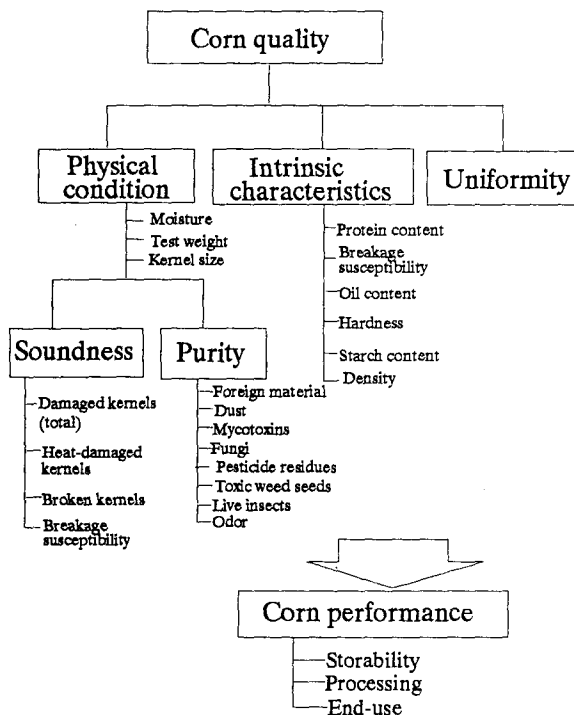 Corn quality
Physical
condition
Intrinsic
characteristics
Uniformity
Moisture
Test weight
Kernel size
Protein content
Breakage
susceptibility
Oil content
Hardness
Starch content
Density
Soundness
Purity
Damaged kernels
(total)
Heat-damaged
kernels
Broken kernels
Breakage
susceptibility
Foreign material
Dust
Mycotoxins
Fungi
Pesticide residues
Toxic weed seeds
Live insects
Odor
Corn performance
Storability
Processing
End-use